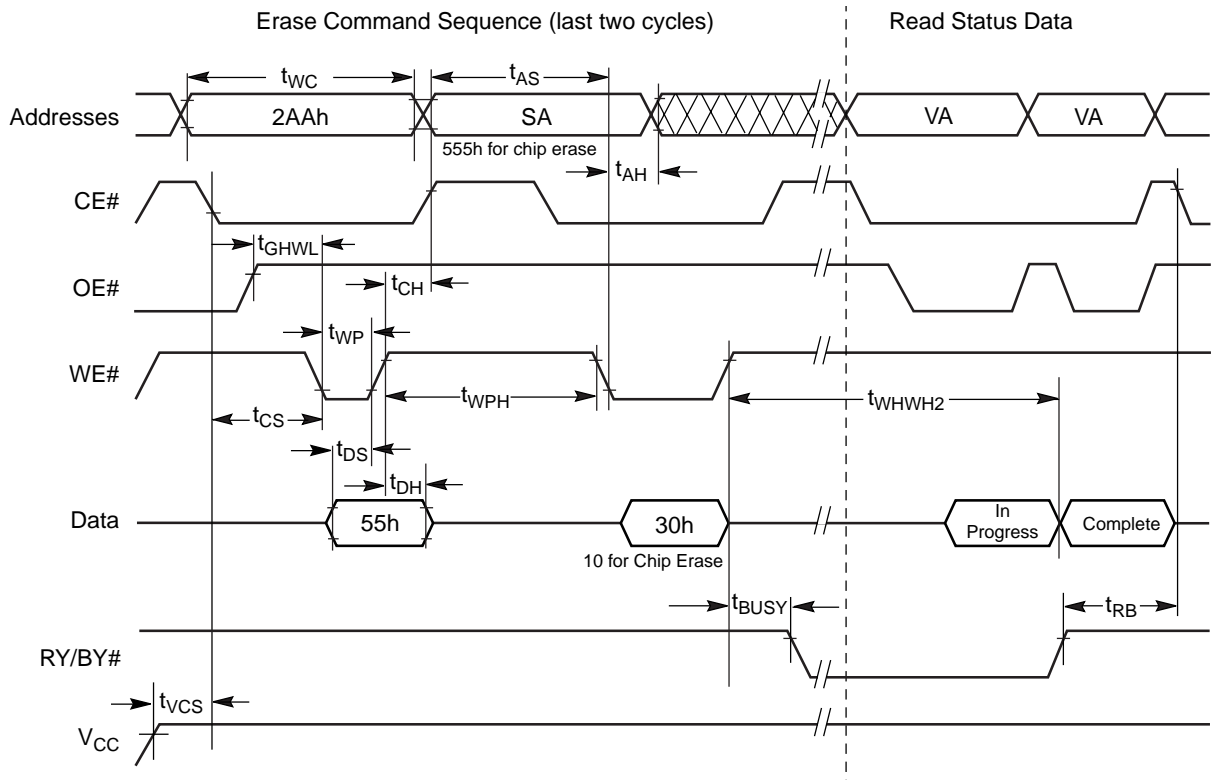 Erase Command Sequence (last two cycles)
Read Status Data
tWC
tAS
Addresses
2AAh
SA
VA
VA
555h for chip erase
tAH
CE#
tGHWL
OE#
tCH
tWP
WE#
tWPH
tWHWH2
tCS
tDS
tDH
Data
55h
30h
In
Progress
Complete
10 for Chip Erase
tBUSY
tRB
RY/BY#
tVCS
VCC